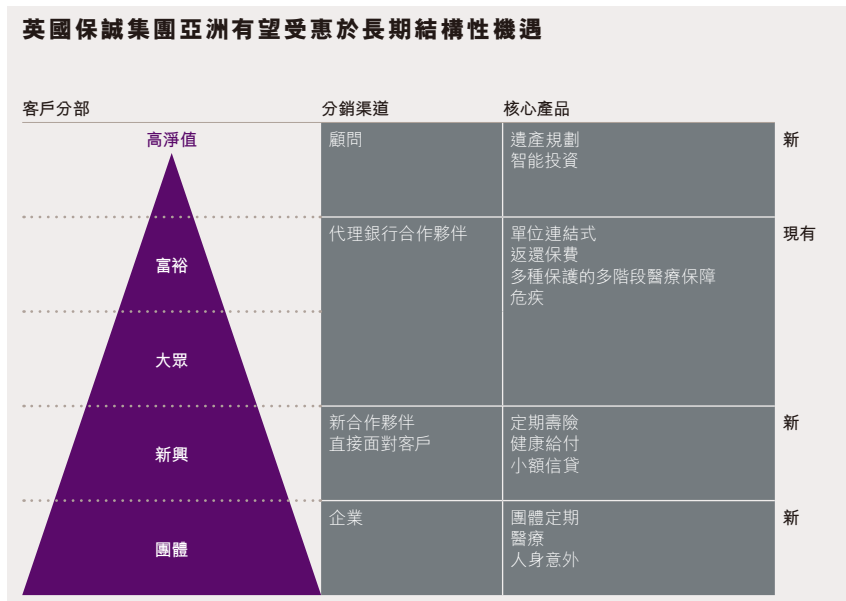 英國保誠集團亞洲有望受惠於長期結構性機遇
客戶分部 分銷渠道 核心產品
高淨值 顧問 遺產規劃 新
智能投資
代理銀行合作夥伴 單位連結式 現有
返還保費
富裕
多種保護的多階段醫療保障
危疾
大眾
新合作夥伴 定期壽險 新
直接面對客戶 健康給付
新興
小額信貸
企業 團體定期 新
醫療
團體
人身意外